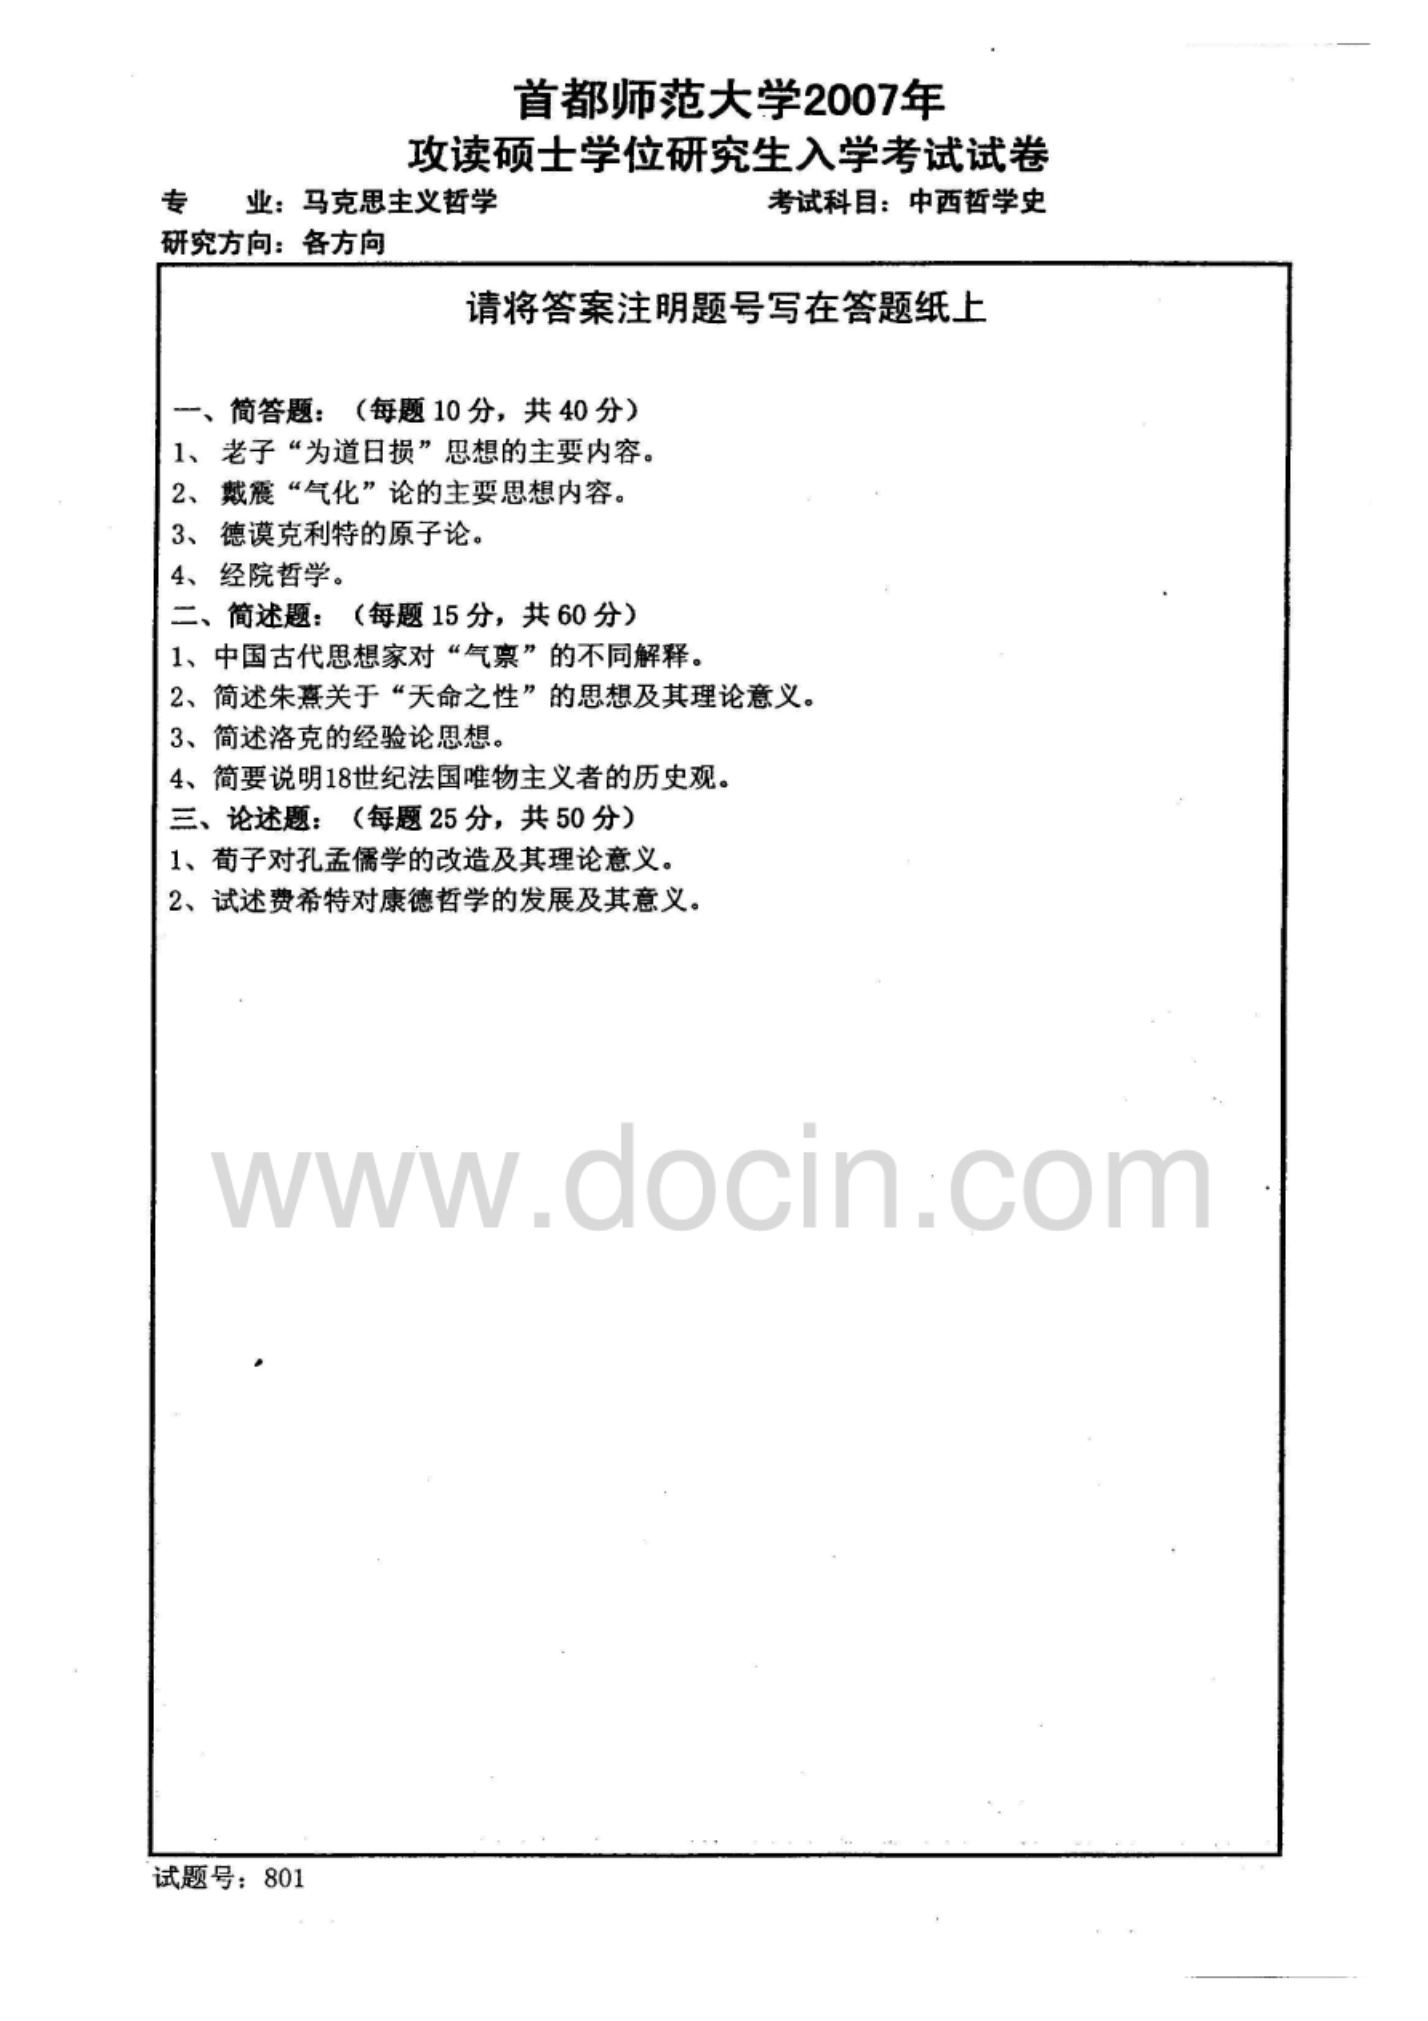 首都师范大学2007年
攻读硕士学位研究生入学考试试卷
专 业：马克思主义哲学 考试科目：中西哲学史
研究方向：各方向
请将答案注明题号写在答题纸上
一、简答题：（每题 10 分，共 40 分）
1、 老子“为道日损”思想的主要内容。
2、 戴震“气化”论的主要思想内容。
3、 德谟克利特的原子论。
4、 经院哲学。
二、简述题：（每题 15 分，共 60 分）
1、中国古代思想家对“气禀”的不同解释。
2、简述朱熹关于“天命之性”的思想及其理论意义。
3、简述洛克的经验论思想。
4、简要说明18世纪法国唯物主义者的历史观。
三、论述题：（每题 25 分，共 50 分）
1、荀子对孔孟儒学的改造及其理论意义。
2、试述费希特对康德哲学的发展及其意义。
www.docin.com
试题号：801